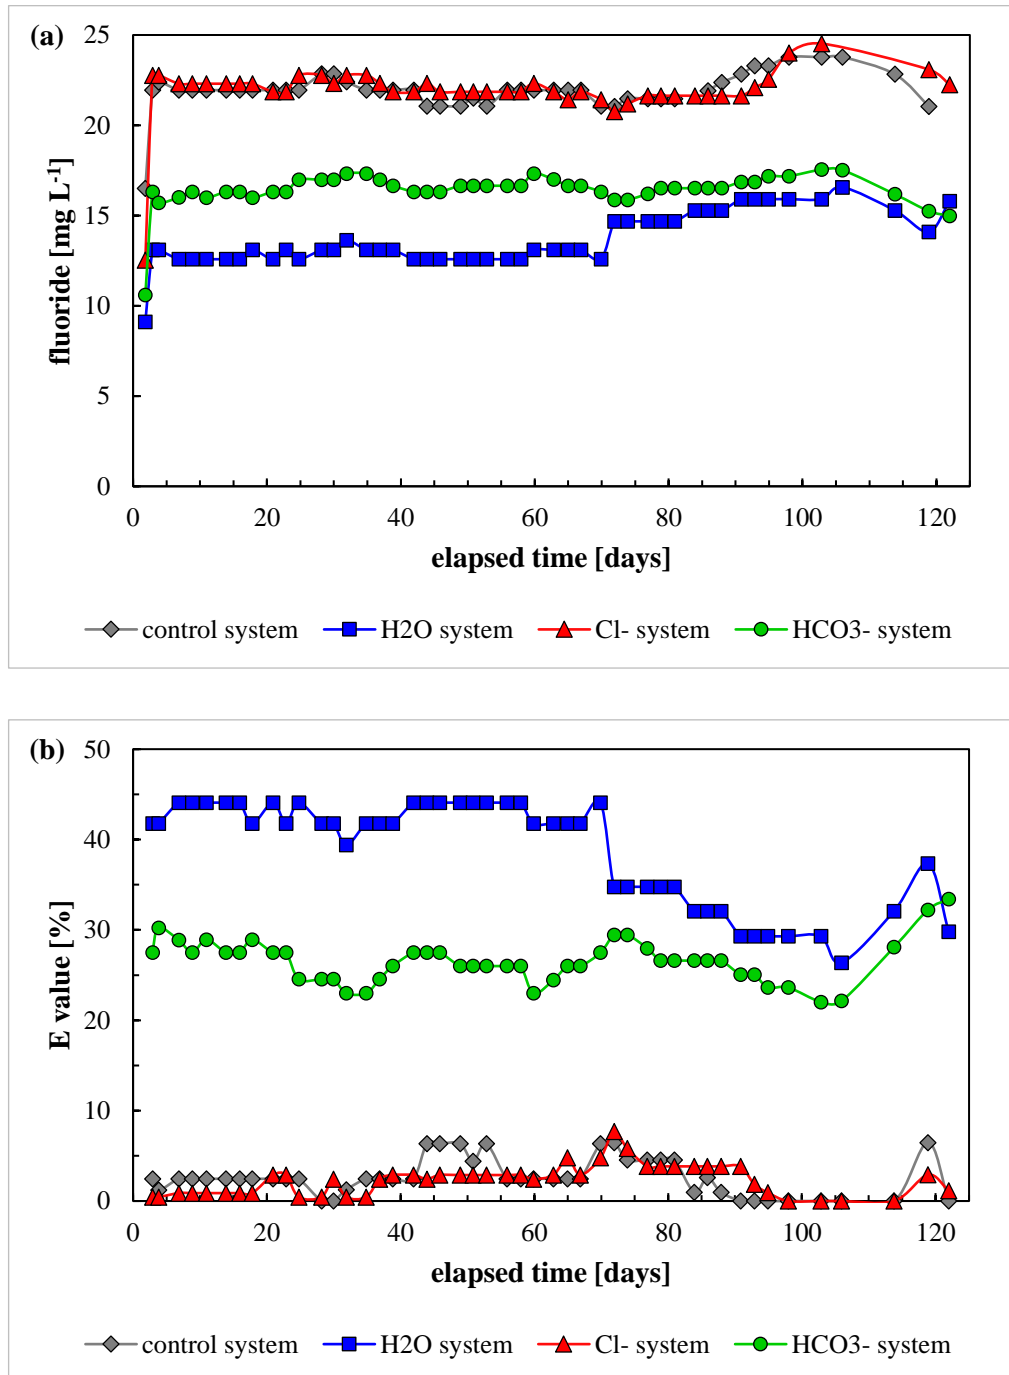 (a)
25
20
15
10
5
0
fluoride [mg L⁻¹]
0 20 40 60 80 100 120
elapsed time [days]
control system H2O system Cl- system HCO3- system
(b)
50
40
30
20
10
0
E value [%]
0 20 40 60 80 100 120
elapsed time [days]
control system H2O system Cl- system HCO3- system